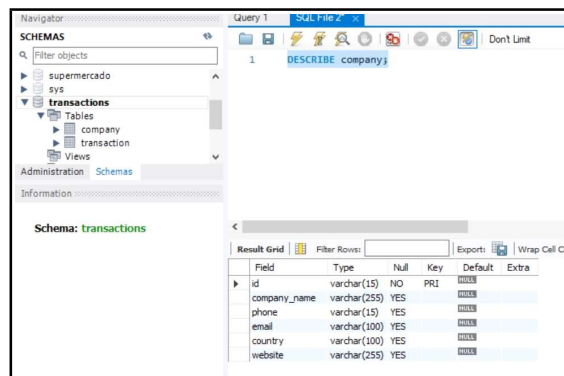 Navigator
SCHEMAS
Filter objects
supermercado
sys
transactions
Tables
company
transaction
Views
Administration Schemas
Information
Schema: transactions
Query 1 SQL File 2*
Don't Limit
1 DESCRIBE company;
Result Grid Filter Rows: Export: Wrap Cell C
Field Type Null Key Default Extra
id varchar(15) NO PRI NULL
company_name varchar(255) YES NULL
phone varchar(15) YES NULL
email varchar(100) YES NULL
country varchar(100) YES NULL
website varchar(255) YES NULL